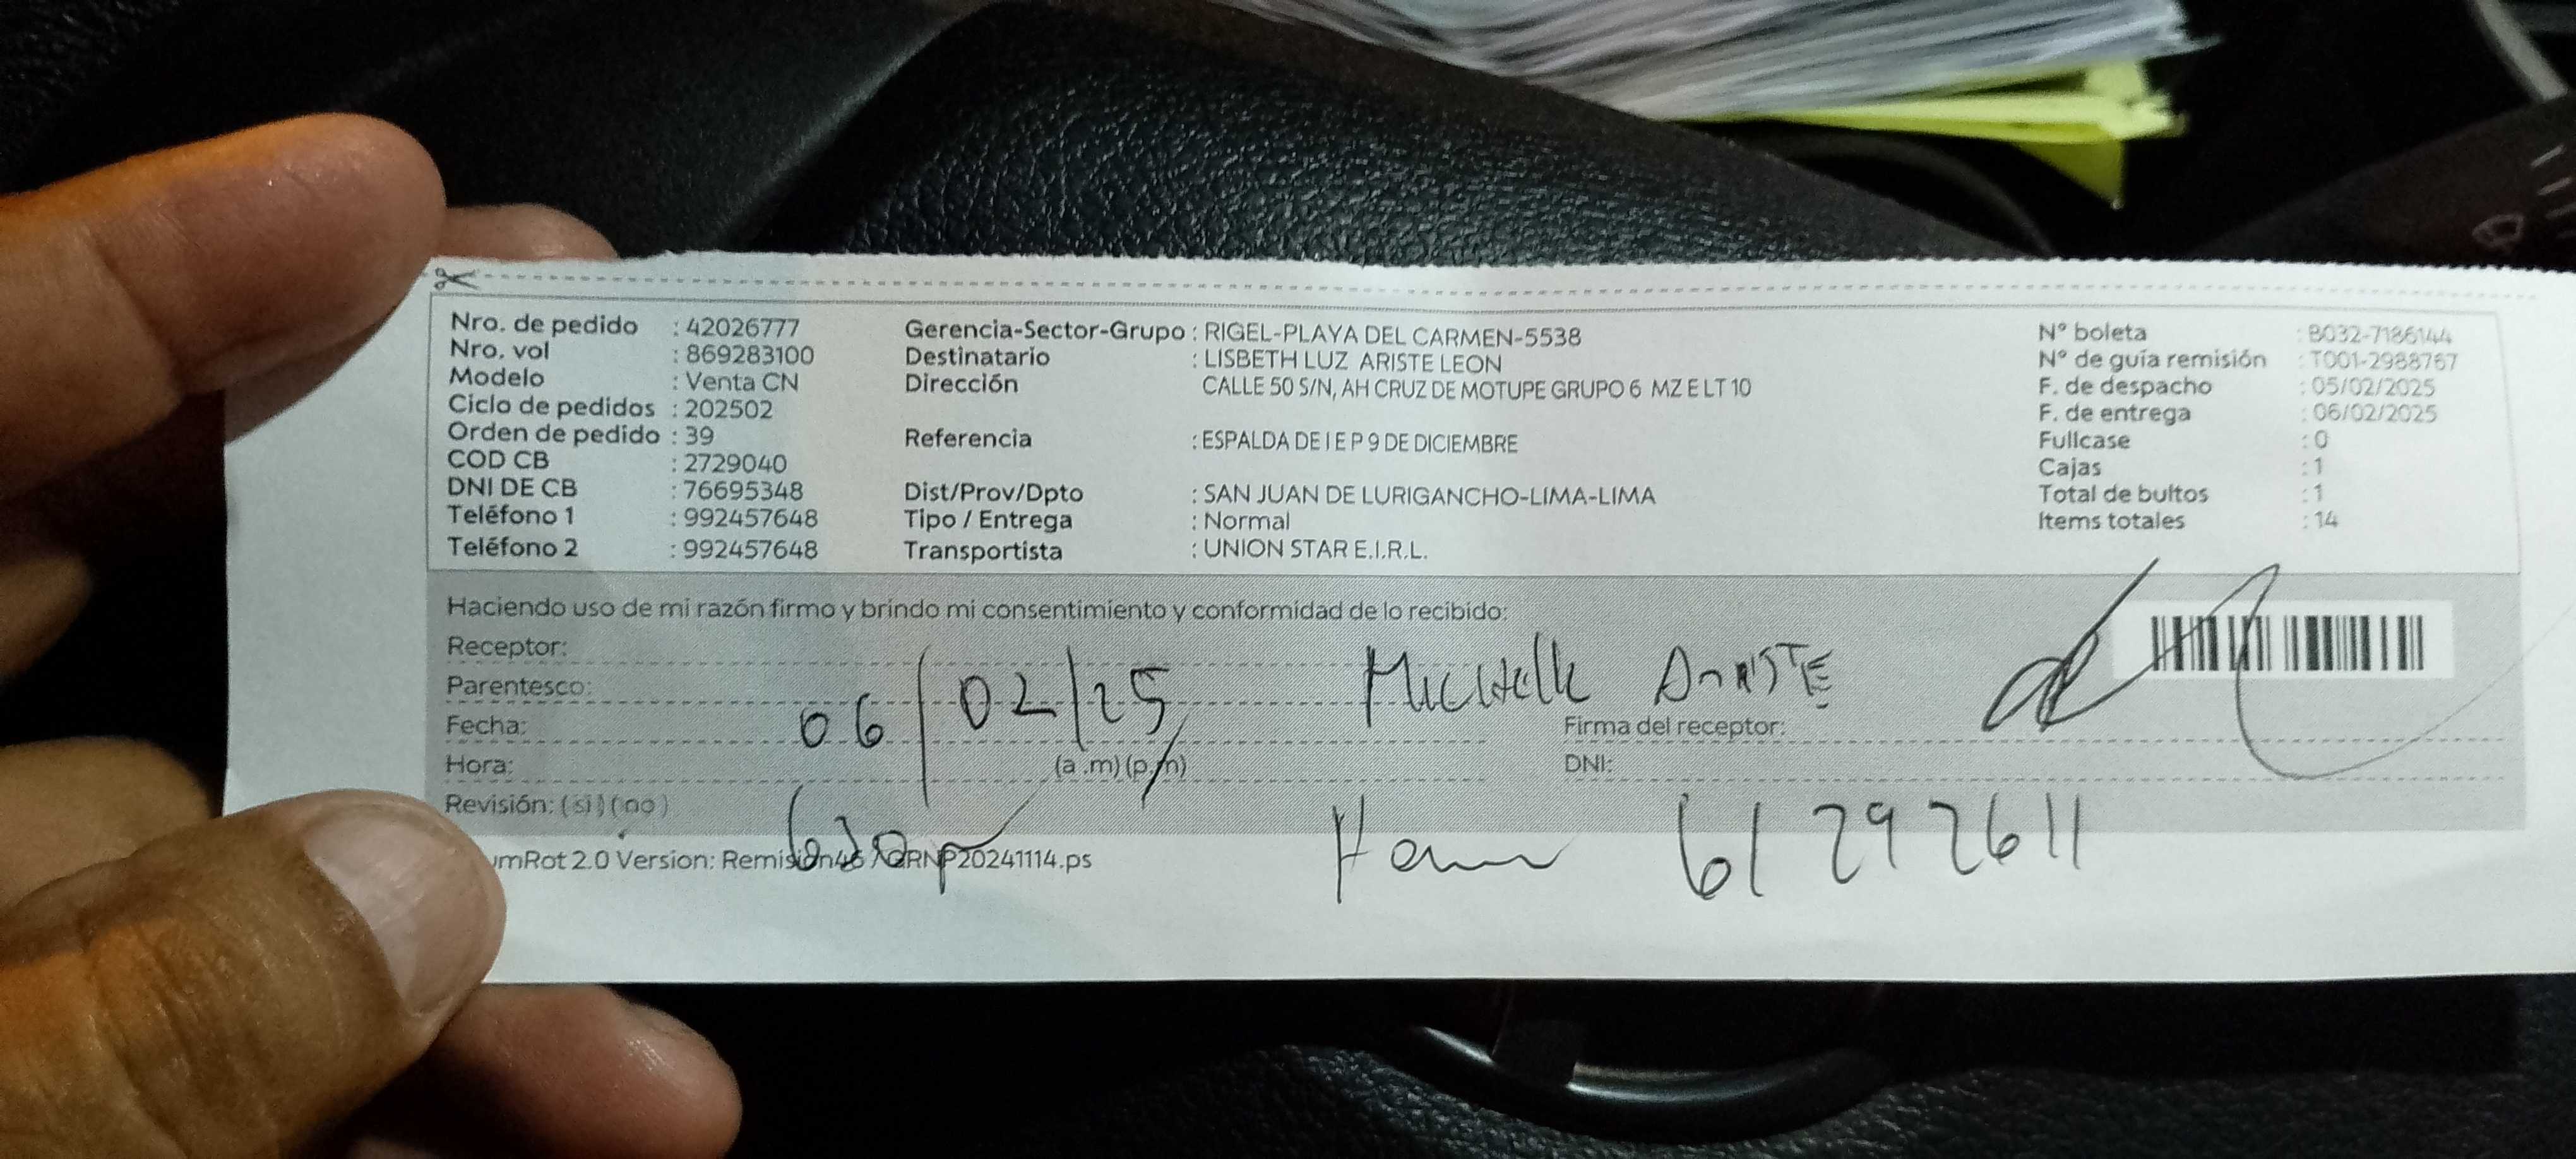 Nro. de pedido : 42026777
Nro. vol : 869283100
Modelo : Venta CN
Ciclo de pedidos : 202502
Orden de pedido : 39
COD CB : 2729040
DNI DE CB : 76695348
Teléfono 1 : 992457648
Teléfono 2 : 992457648
Gerencia-Sector-Grupo : RIGEL-PLAYA DEL CARMEN-5538
Destinatario : LISBETH LUZ ARISTE LEON
Dirección CALLE 50 S/N, AH CRUZ DE MOTUPE GRUPO 6 MZ E LT 10
Referencia : ESPALDA DE I E P 9 DE DICIEMBRE
Dist/Prov/Dpto : SAN JUAN DE LURIGANCHO-LIMA-LIMA
Tipo / Entrega : Normal
Transportista : UNION STAR E.I.R.L.
N° boleta : B032-7186144
N° de guía remisión : T001-2988767
F. de despacho : 05/02/2025
F. de entrega : 06/02/2025
Fullcase : 0
Cajas : 1
Total de bultos : 1
Items totales : 14
Haciendo uso de mi razón firmo y brindo mi consentimiento y conformidad de lo recibido:
Receptor:
Parentesco: Michelle ARISTE
Fecha: 06/02/25 Firma del receptor:
Hora: (a .m) (p.m) DNI:
Revisión: (si) (no)
61292611
umRot 2.0 Version: Remision46 /GRNP20241114.ps